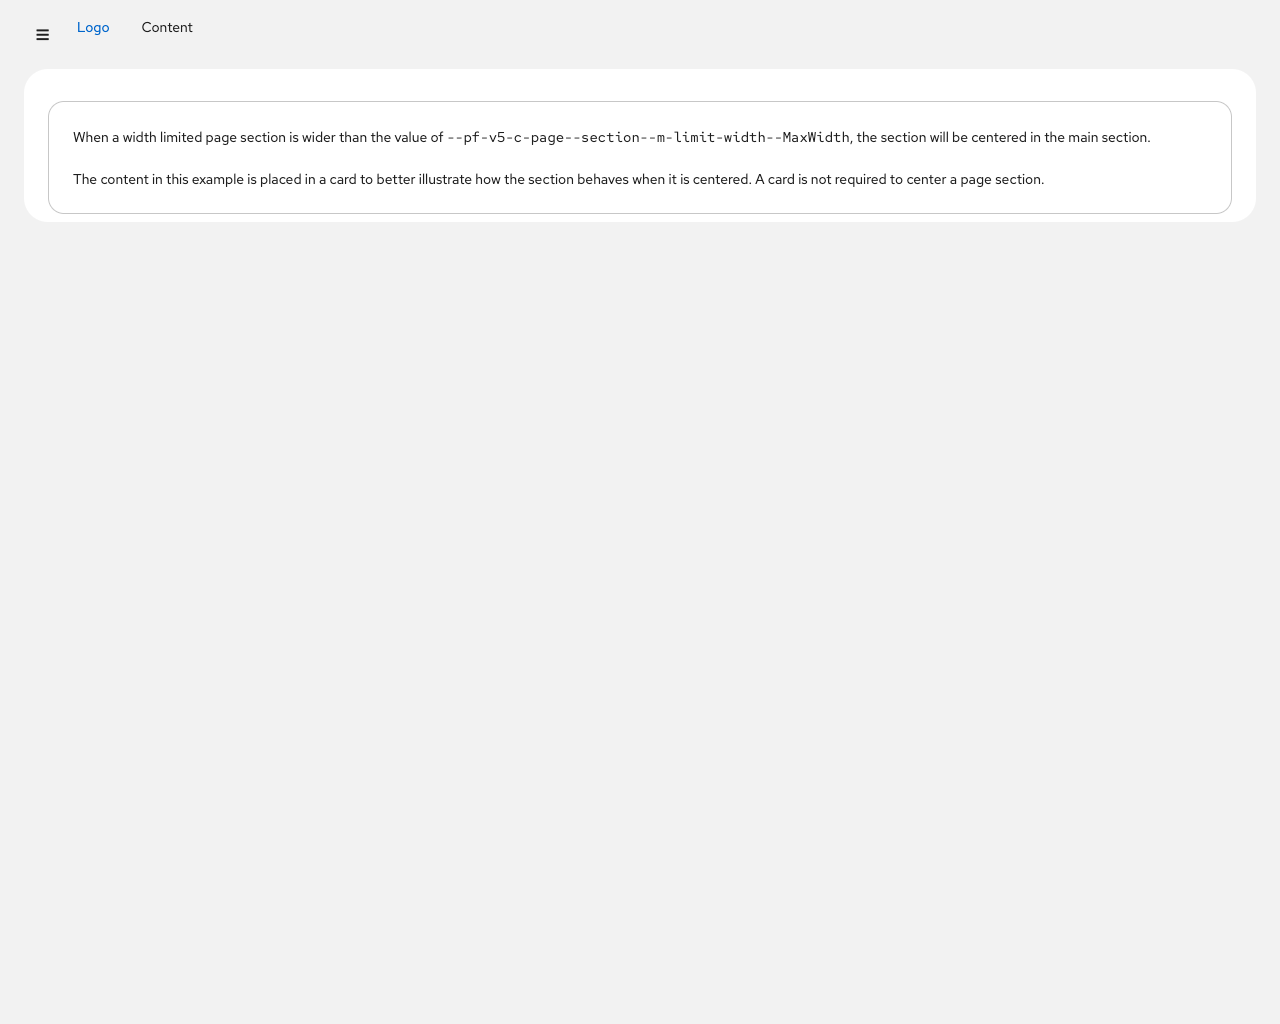 Logo
Content
When a width limited page section is wider than the value of --pf-v5-c-page--section--m-limit-width--MaxWidth, the section will be centered in the main section.
The content in this example is placed in a card to better illustrate how the section behaves when it is centered. A card is not required to center a page section.